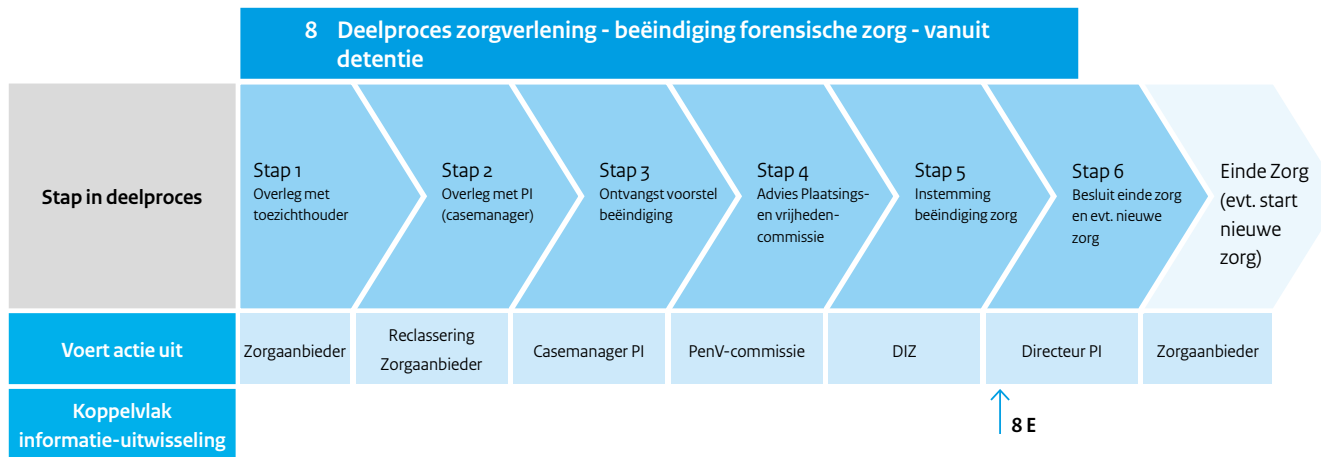 8 Deelproces zorgverlening - beëindiging forensische zorg - vanuit
detentie
Stap in deelproces
Stap 1
Overleg met
toezichthouder
Stap 2
Overleg met PI
(casemanager)
Stap 3
Ontvangst voorstel
beëindiging
Stap 4
Advies Plaatsings-
en vrijheden-
commissie
Stap 5
Instemming
beëindiging zorg
Stap 6
Besluit einde zorg
en evt. nieuwe
zorg
Einde Zorg
(evt. start
nieuwe
zorg)
Voert actie uit
Zorgaanbieder
Reclassering
Zorgaanbieder
Casemanager PI
PenV-commissie
DIZ
Directeur PI
Zorgaanbieder
Koppelvlak
informatie-uitwisseling
8 E